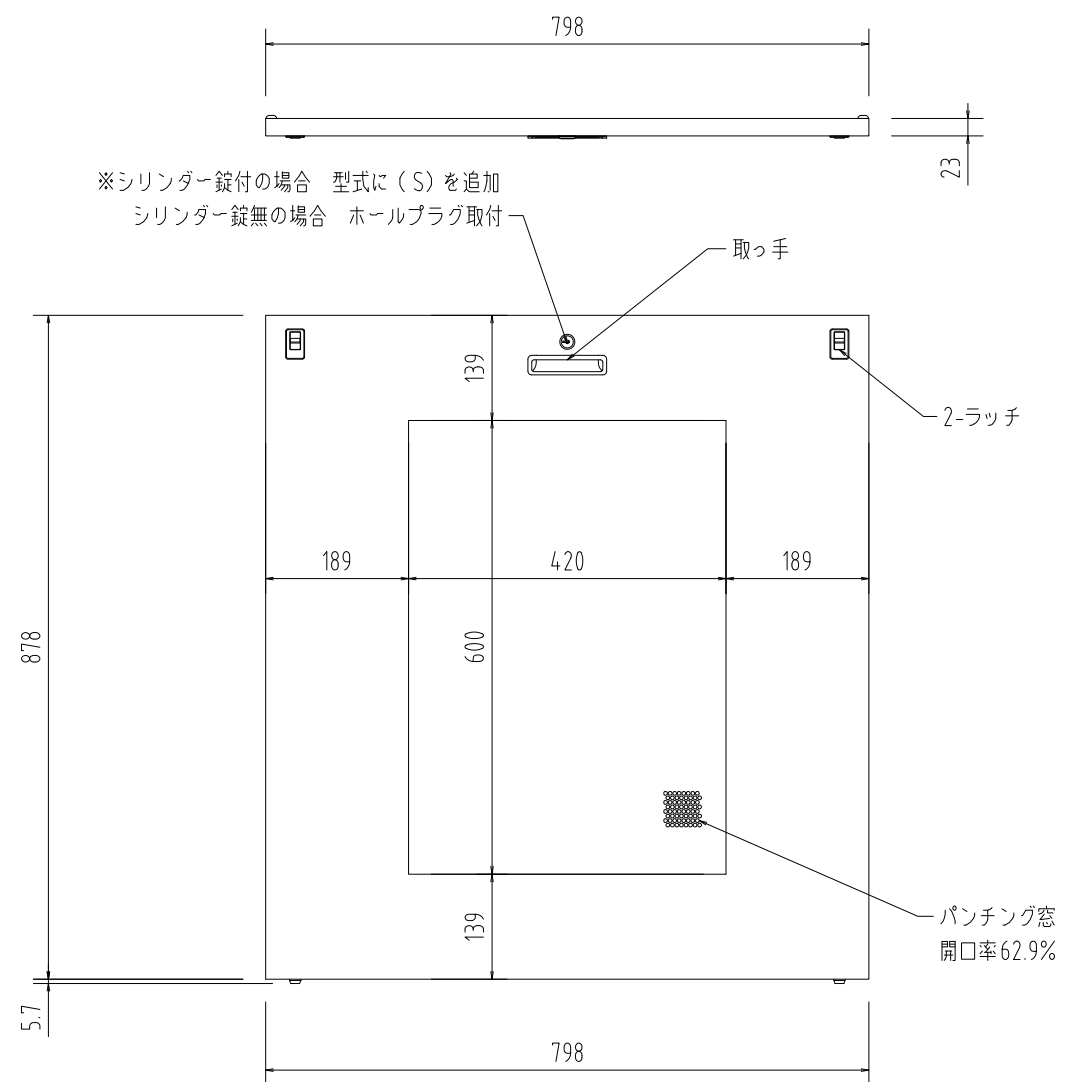 798
23
※シリンダー錠付の場合　型式に（S）を追加
シリンダー錠無の場合　ホールプラグ取付
取っ手
139
2-ラッチ
189
420
189
878
600
139
パンチング窓
開口率62.9%
5.7
798